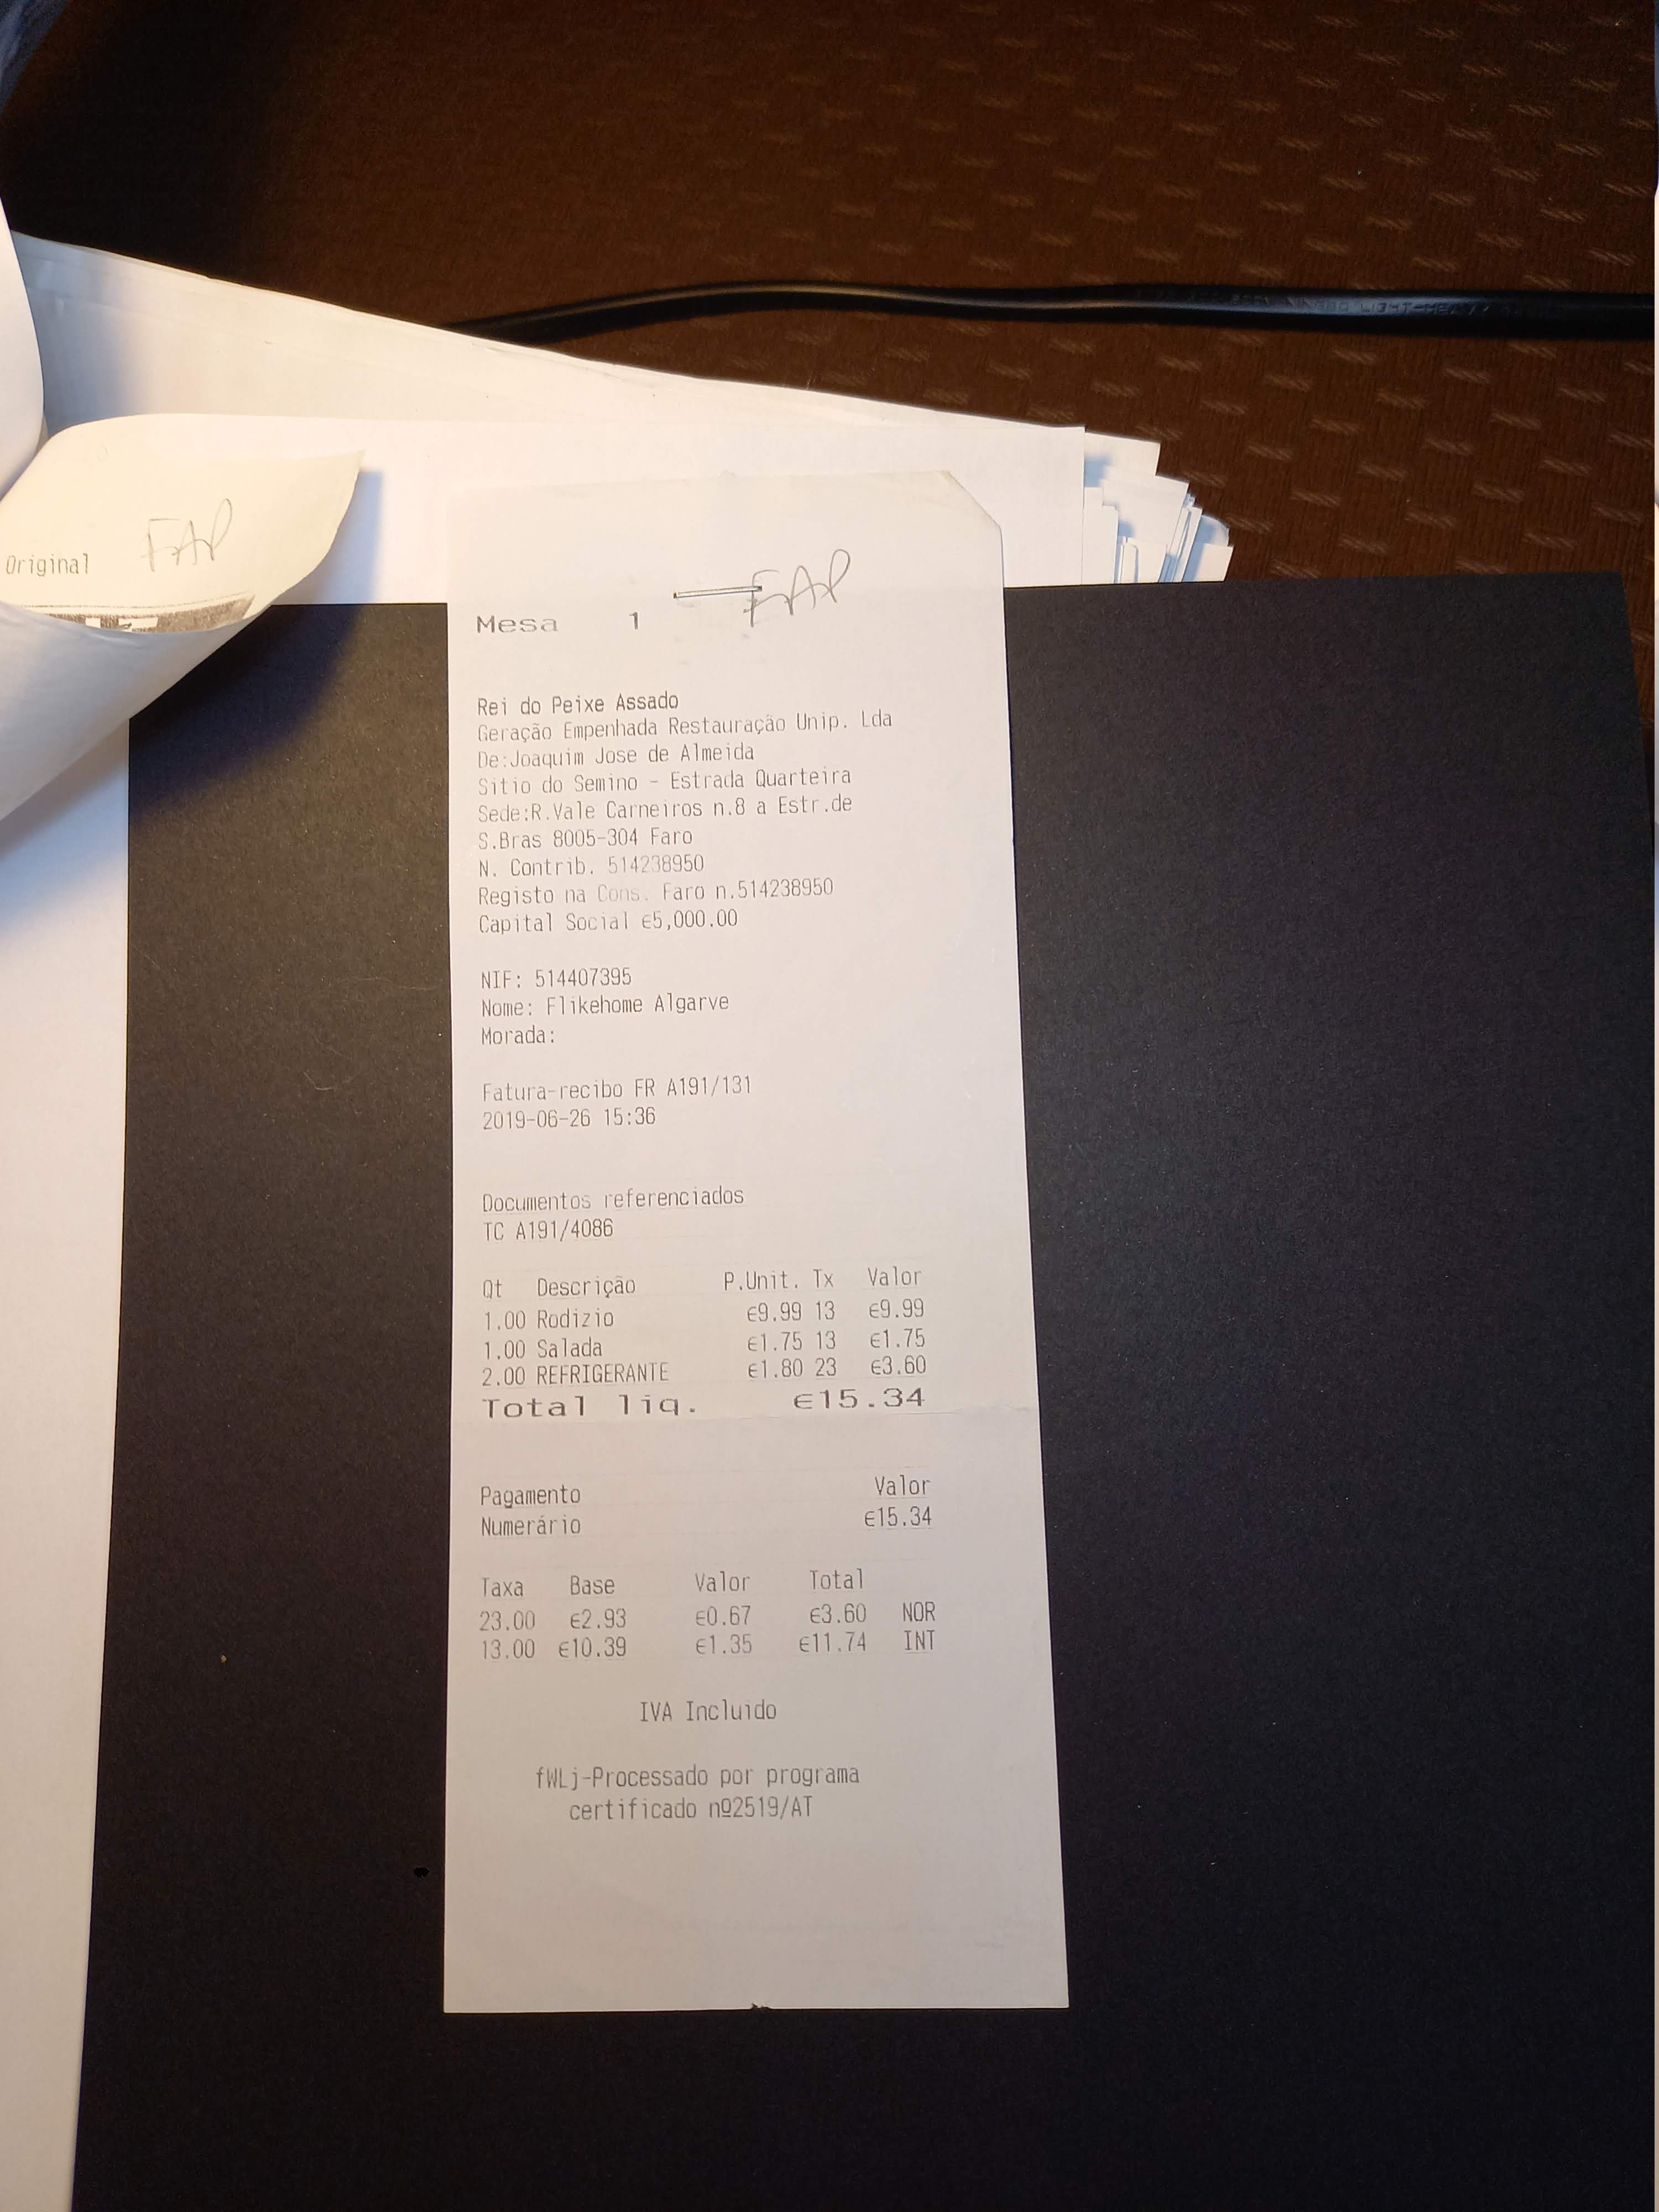 Original FAP
FAP
Mesa 1
Rei do Peixe Assado
Geração Empenhada Restauração Unip. Lda
De:Joaquim Jose de Almeida
Sitio do Semino - Estrada Quarteira
Sede:R.Vale Carneiros n.8 a Estr.de
S.Bras 8005-304 Faro
N. Contrib. 514238950
Registo na Cons. Faro n.514238950
Capital Social €5,000.00
NIF: 514407395
Nome: Flikehome Algarve
Morada:
Fatura-recibo FR A191/131
2019-06-26 15:36
Documentos referenciados
TC A191/4086
Qt Descrição P.Unit. Tx Valor
1.00 Rodizio €9.99 13 €9.99
1.00 Salada €1.75 13 €1.75
2.00 REFRIGERANTE €1.80 23 €3.60
Total liq. €15.34
Pagamento Valor
Numerário €15.34
Taxa Base Valor Total
23.00 €2.93 €0.67 €3.60 NOR
13.00 €10.39 €1.35 €11.74 INT
IVA Incluido
fWLj-Processado por programa
certificado nº2519/AT